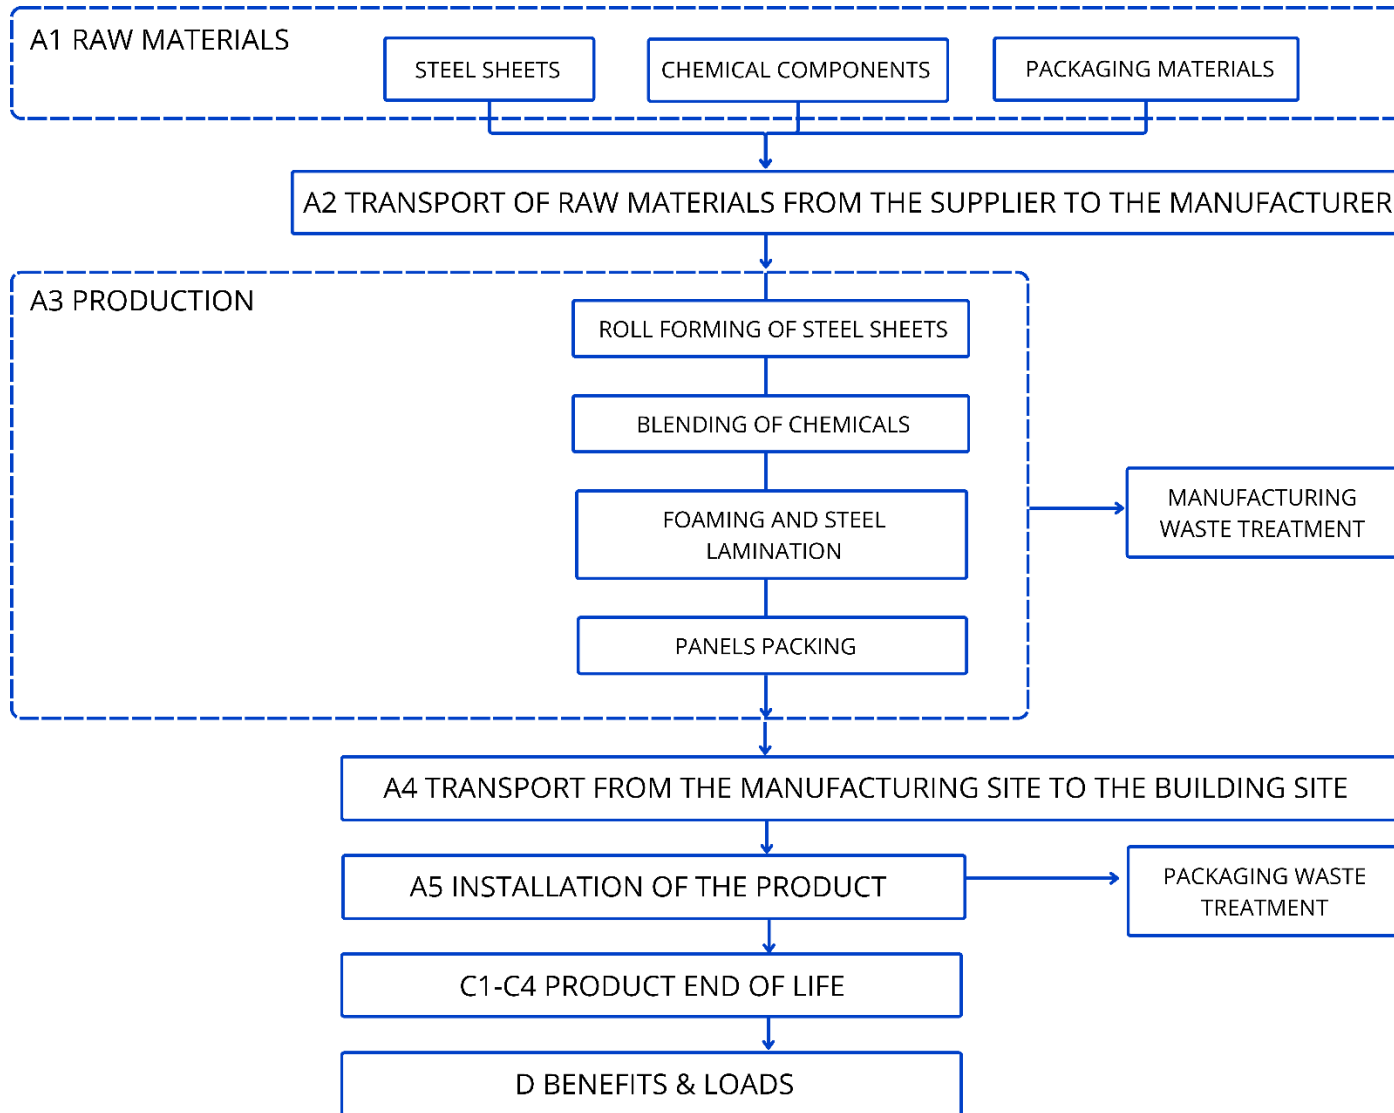 A1 RAW MATERIALS
STEEL SHEETS
CHEMICAL COMPONENTS
PACKAGING MATERIALS
A2 TRANSPORT OF RAW MATERIALS FROM THE SUPPLIER TO THE MANUFACTURER
A3 PRODUCTION
ROLL FORMING OF STEEL SHEETS
BLENDING OF CHEMICALS
FOAMING AND STEEL
LAMINATION
MANUFACTURING
WASTE TREATMENT
PANELS PACKING
A4 TRANSPORT FROM THE MANUFACTURING SITE TO THE BUILDING SITE
A5 INSTALLATION OF THE PRODUCT
PACKAGING WASTE
TREATMENT
C1-C4 PRODUCT END OF LIFE
D BENEFITS & LOADS